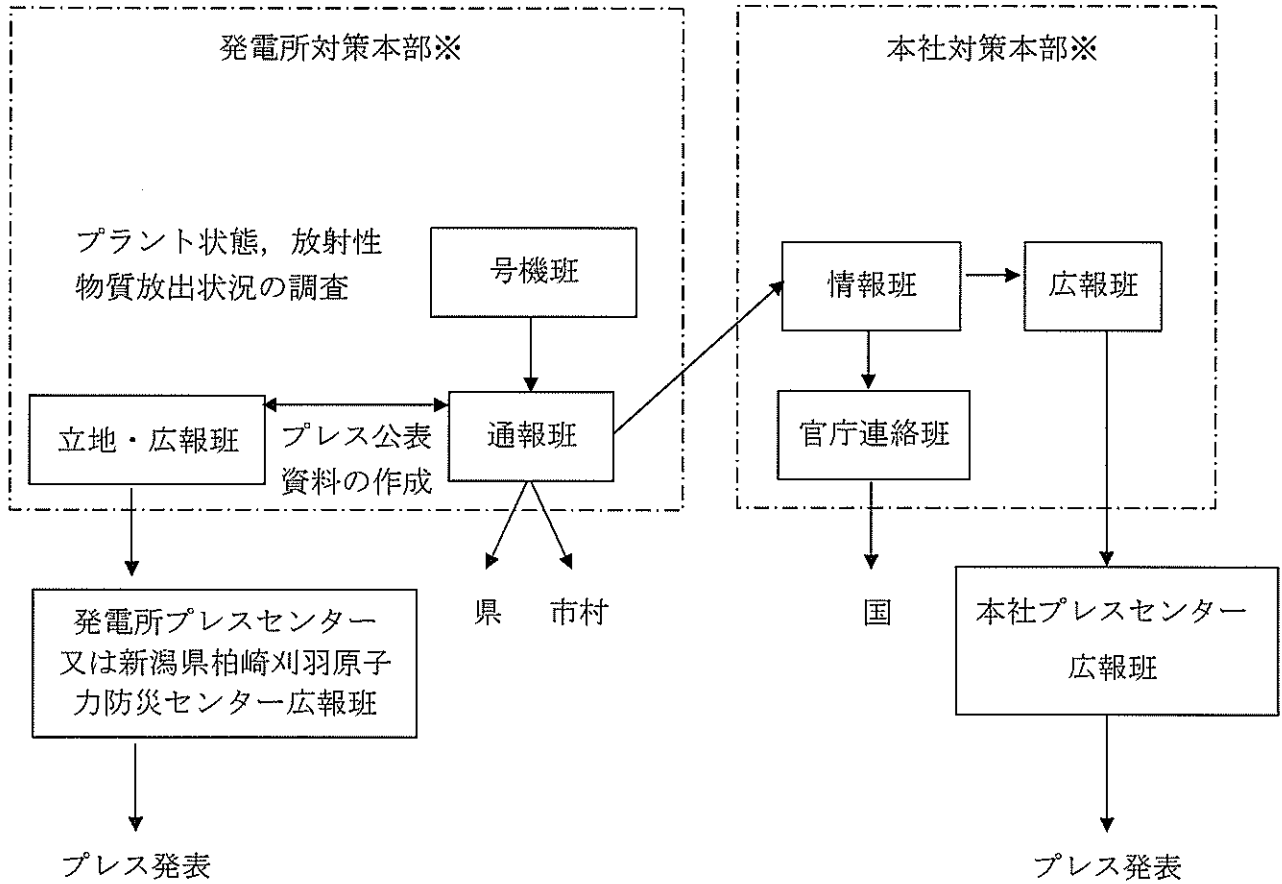 発電所対策本部※
本社対策本部※
プラント状態，放射性
物質放出状況の調査
号機班
情報班
広報班
立地・広報班
プレス公表
資料の作成
通報班
官庁連絡班
県
市村
国
発電所プレスセンター
又は新潟県柏崎刈羽原子
力防災センター広報班
本社プレスセンター
広報班
プレス発表
プレス発表